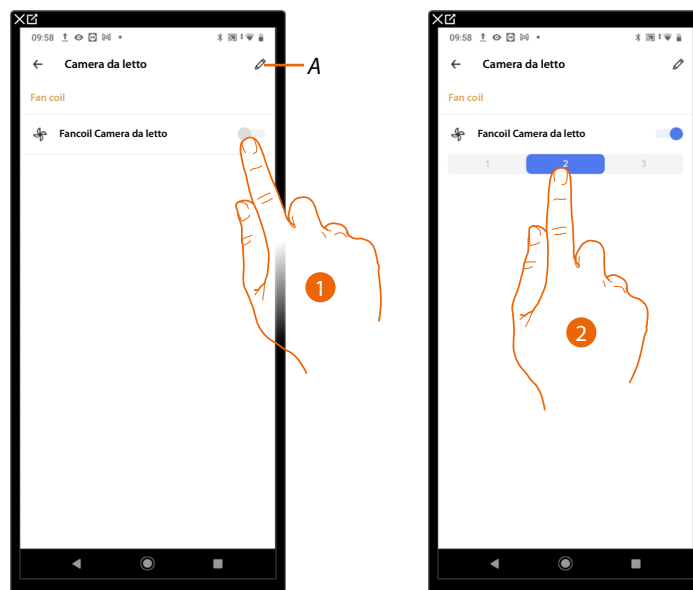 09:58
Camera da letto
A
Fan coil
Fancoil Camera da letto
1
09:58
Camera da letto
Fan coil
Fancoil Camera da letto
1 2 3
2